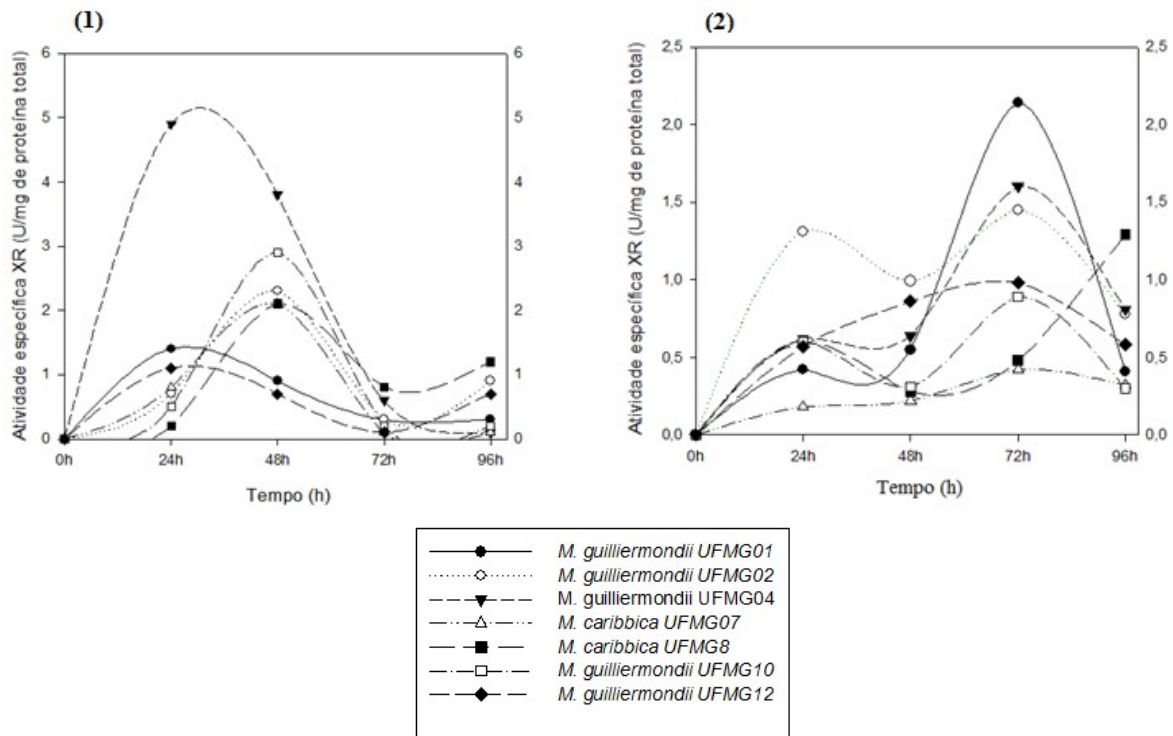 (1)
Atividade específica XR (U/mg de proteína total)
6
5
4
3
2
1
0
6
5
4
3
2
1
0
0h 24h 48h 72h 96h
Tempo (h)
(2)
Atividade específica XR (U/mg de proteína total)
2,5
2,0
1,5
1,0
0,5
0,0
2,5
2,0
1,5
1,0
0,5
0,0
0h 24h 48h 72h 96h
Tempo (h)
M. guilliermondii UFMG01
M. guilliermondii UFMG02
M. guilliermondii UFMG04
M. caribbica UFMG07
M. caribbica UFMG8
M. guilliermondii UFMG10
M. guilliermondii UFMG12